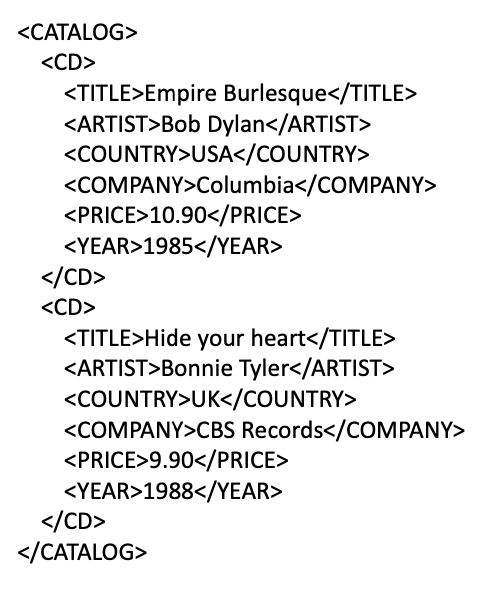 <CATALOG>
<CD>
<TITLE>Empire Burlesque</TITLE>
<ARTIST>Bob Dylan</ARTIST>
<COUNTRY>USA</COUNTRY>
<COMPANY>Columbia</COMPANY>
<PRICE>10.90</PRICE>
<YEAR>1985</YEAR>
</CD>
<CD>
<TITLE>Hide your heart</TITLE>
<ARTIST>Bonnie Tyler</ARTIST>
<COUNTRY>UK</COUNTRY>
<COMPANY>CBS Records</COMPANY>
<PRICE>9.90</PRICE>
<YEAR>1988</YEAR>
</CD>
</CATALOG>